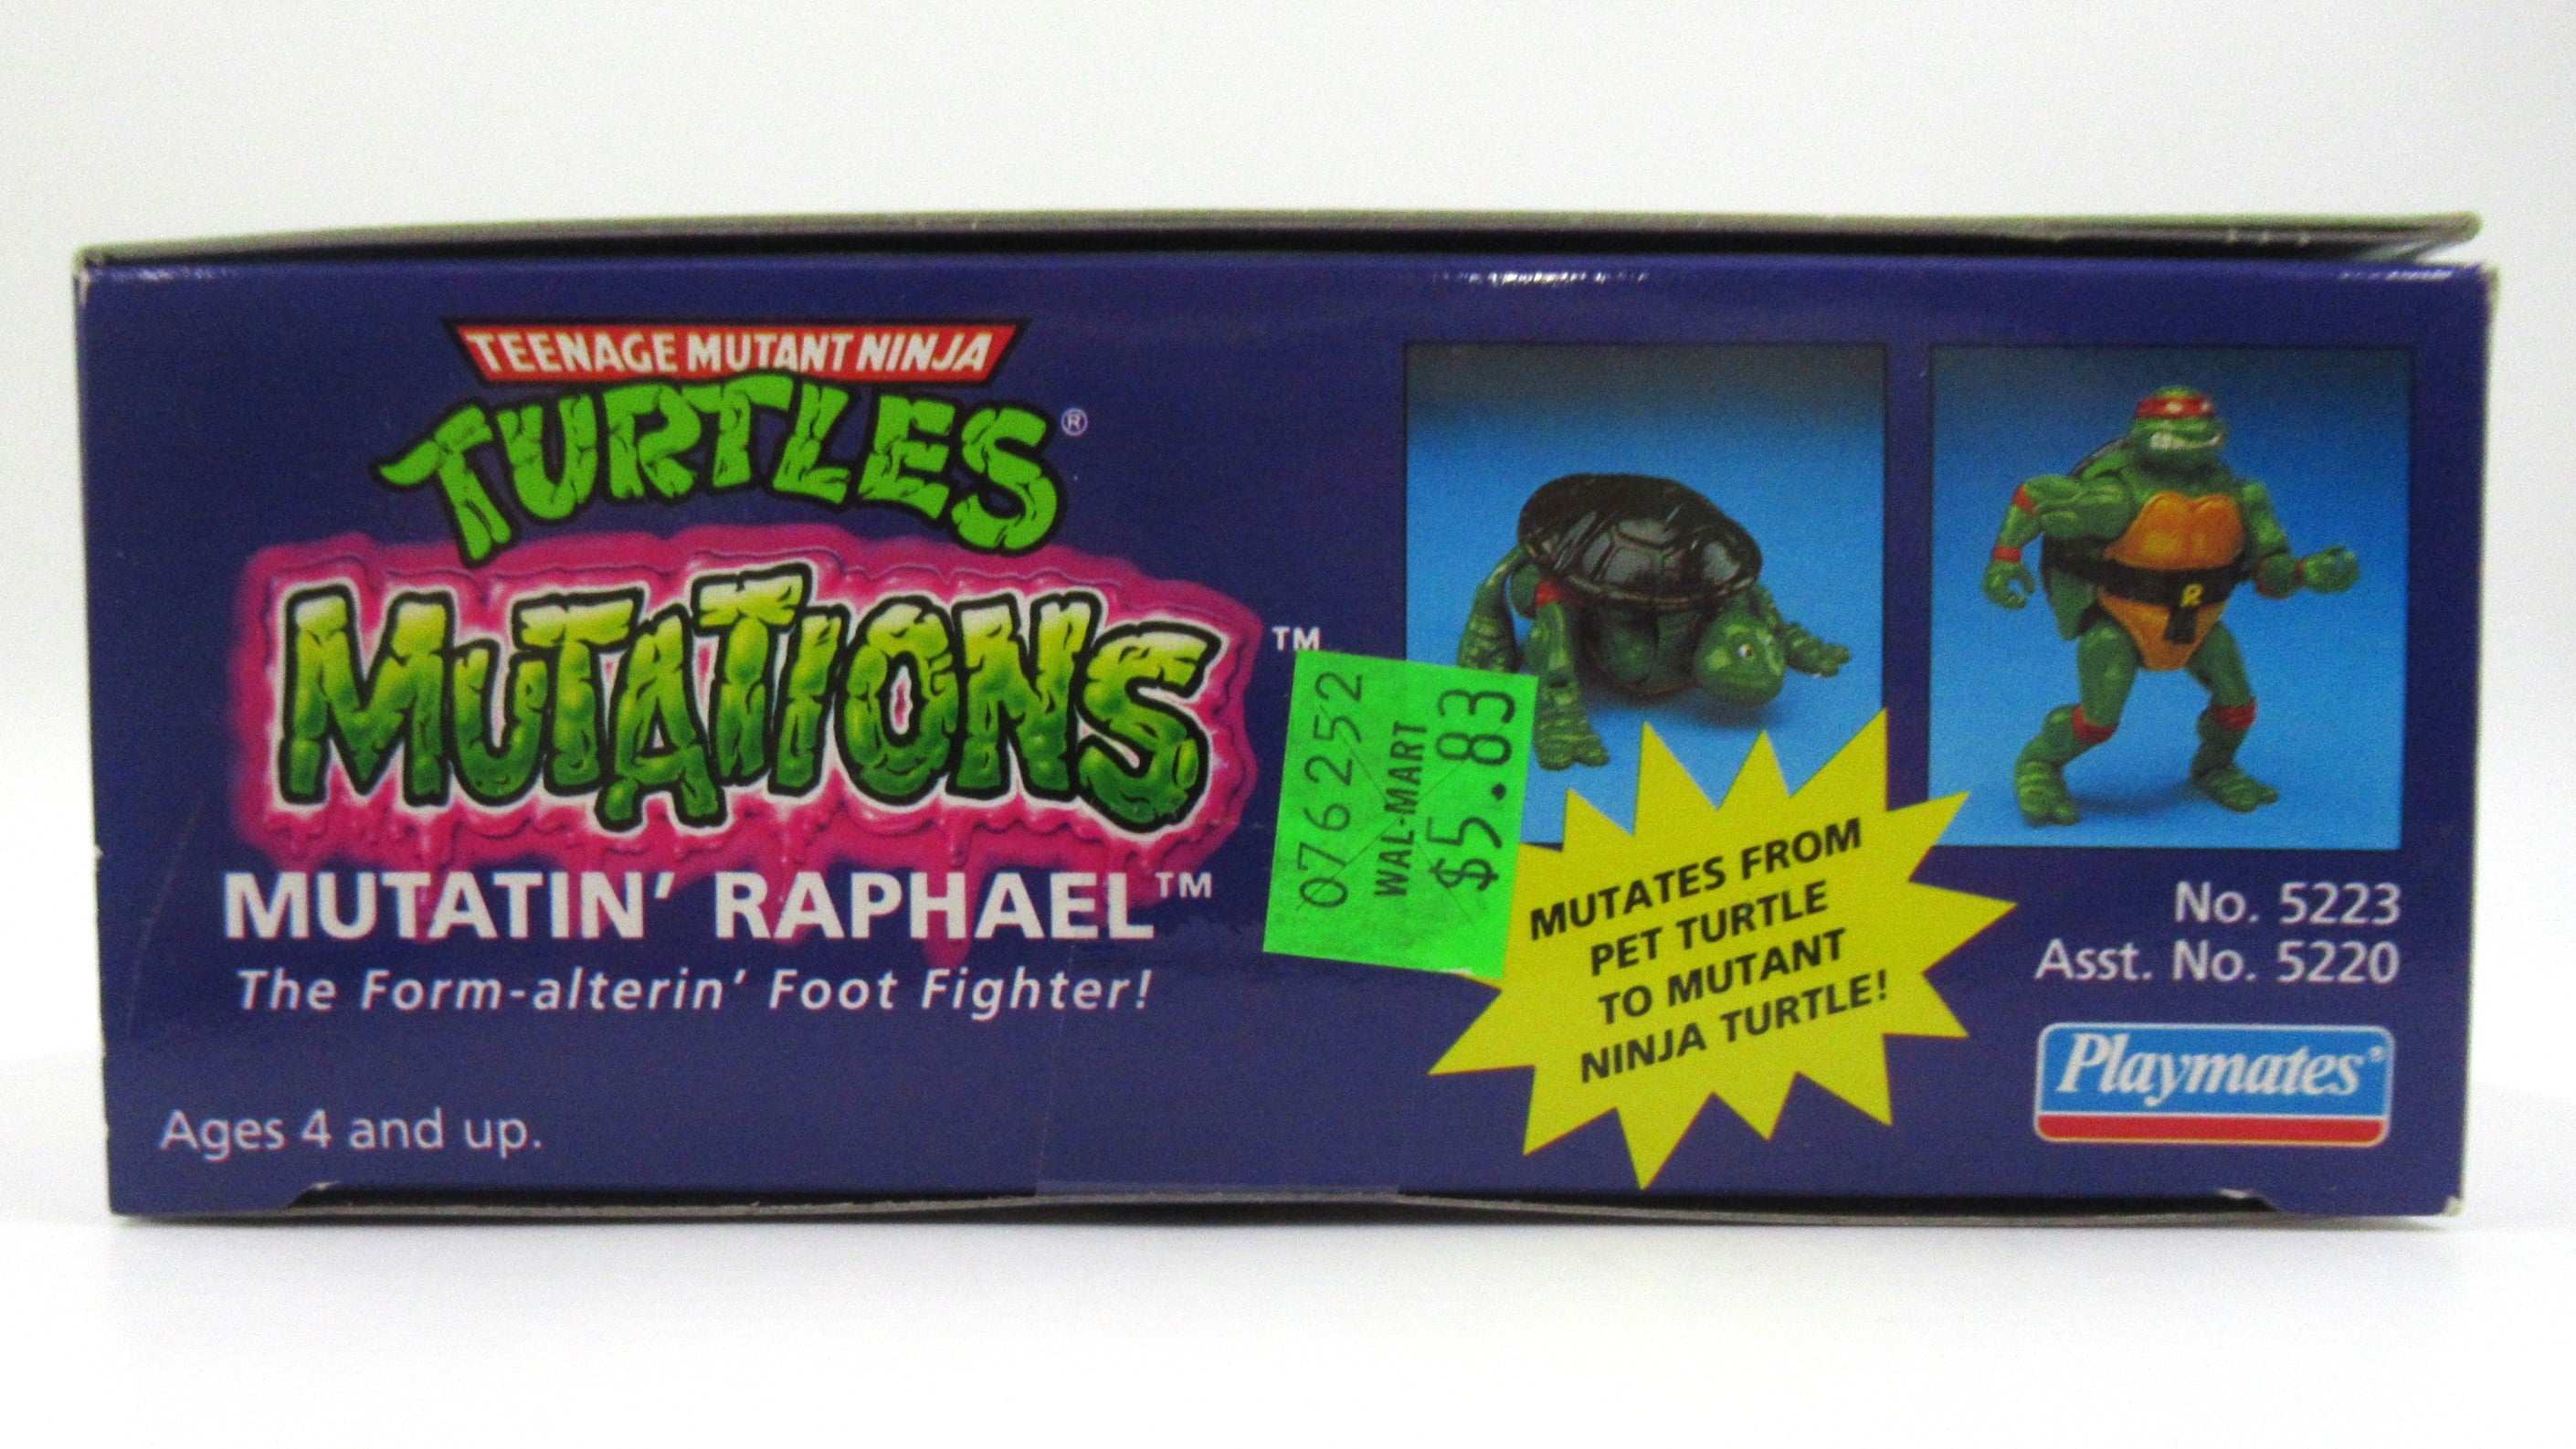 TEENAGE MUTANT NINJA
TURTLES®
MUTATIONS™
MUTATIN' RAPHAEL™
The Form-alterin' Foot Fighter!
Ages 4 and up.
0762252
WAL-MART
$5.83
MUTATES FROM
PET TURTLE
TO MUTANT
NINJA TURTLE!
R
No. 5223
Asst. No. 5220
Playmates®